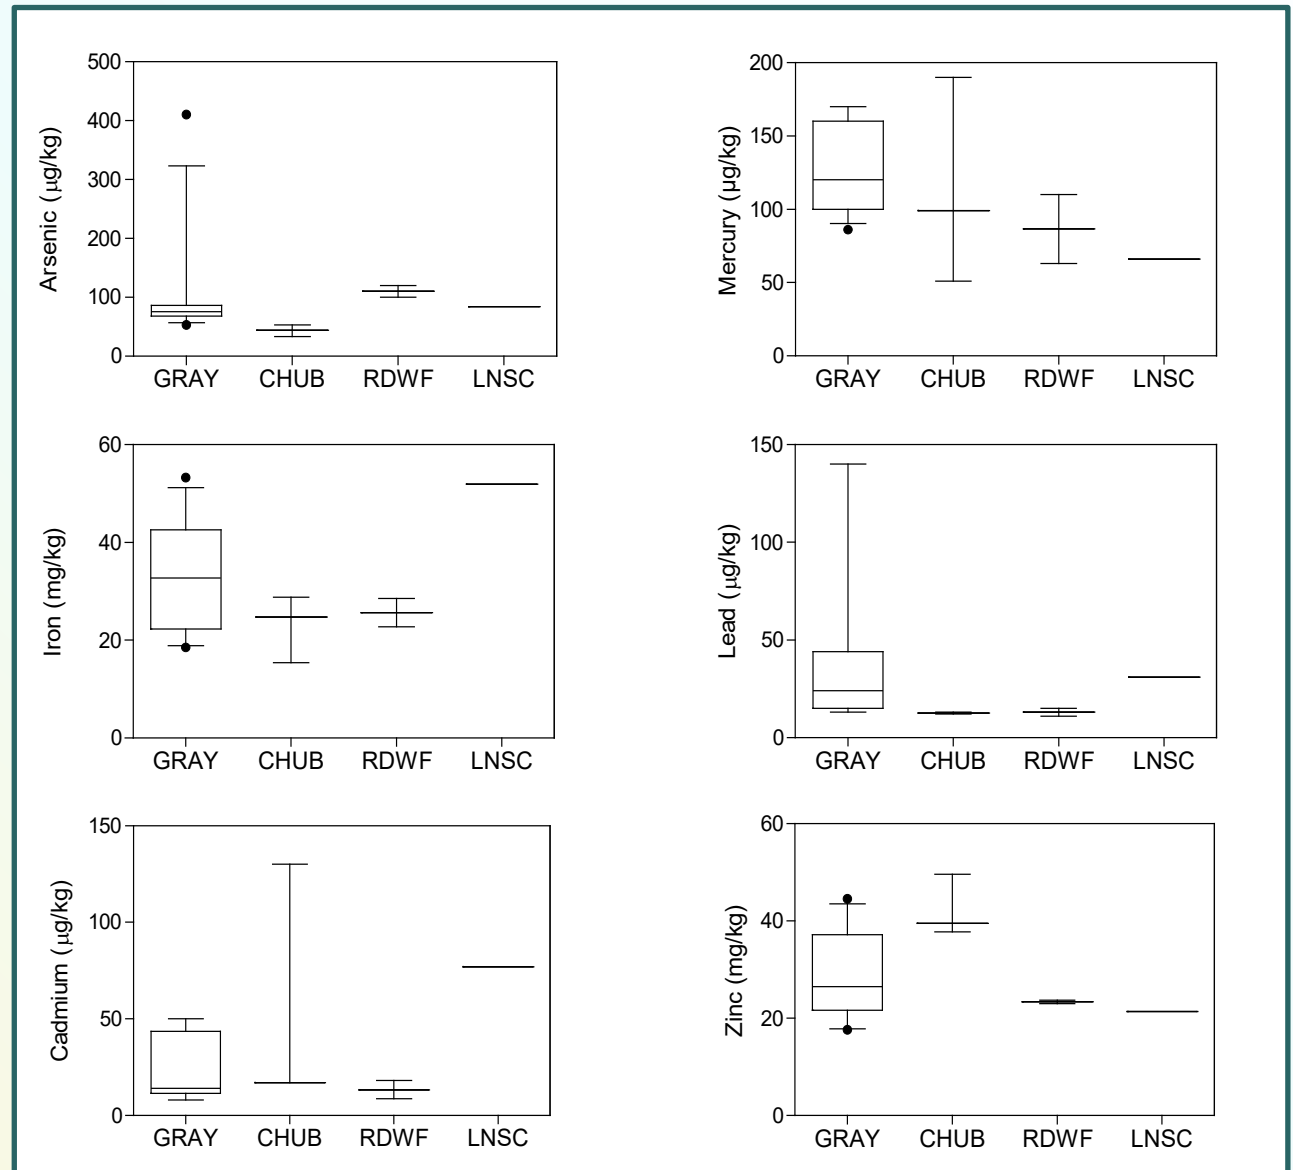 Arsenic (µg/kg)
500
400
300
200
100
0
GRAY CHUB RDWF LNSC
Mercury (µg/kg)
200
150
100
50
0
GRAY CHUB RDWF LNSC
Iron (mg/kg)
60
40
20
0
GRAY CHUB RDWF LNSC
Lead (µg/kg)
150
100
50
0
GRAY CHUB RDWF LNSC
Cadmium (µg/kg)
150
100
50
0
GRAY CHUB RDWF LNSC
Zinc (mg/kg)
60
40
20
0
GRAY CHUB RDWF LNSC